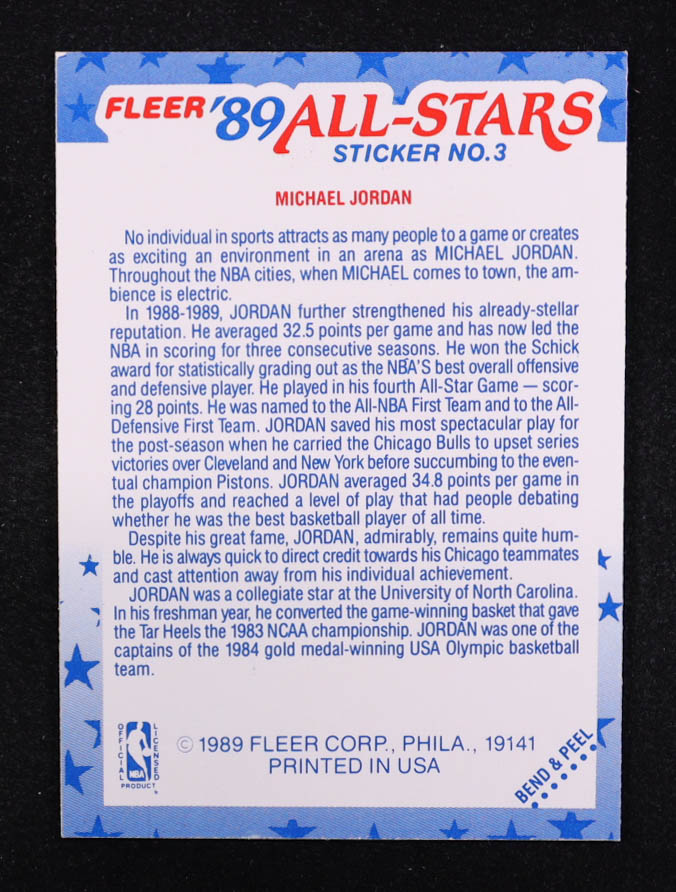 FLEER '89 ALL-STARS
STICKER NO.3
MICHAEL JORDAN
No individual in sports attracts as many people to a game or creates
as exciting an environment in an arena as MICHAEL JORDAN.
Throughout the NBA cities, when MICHAEL comes to town, the am-
bience is electric.
In 1988-1989, JORDAN further strengthened his already-stellar
reputation. He averaged 32.5 points per game and has now led the
NBA in scoring for three consecutive seasons. He won the Schick
award for statistically grading out as the NBA'S best overall offensive
and defensive player. He played in his fourth All-Star Game — scor-
ing 28 points. He was named to the All-NBA First Team and to the All-
Defensive First Team. JORDAN saved his most spectacular play for
the post-season when he carried the Chicago Bulls to upset series
victories over Cleveland and New York before succumbing to the even-
tual champion Pistons. JORDAN averaged 34.8 points per game in
the playoffs and reached a level of play that had people debating
whether he was the best basketball player of all time.
Despite his great fame, JORDAN, admirably, remains quite hum-
ble. He is always quick to direct credit towards his Chicago teammates
and cast attention away from his individual achievement.
JORDAN was a collegiate star at the University of North Carolina.
In his freshman year, he converted the game-winning basket that gave
the Tar Heels the 1983 NCAA championship. JORDAN was one of the
captains of the 1984 gold medal-winning USA Olympic basketball
team.
OFFICIAL
LICENSED
NBA
PRODUCT
© 1989 FLEER CORP., PHILA., 19141
PRINTED IN USA
BEND & PEEL